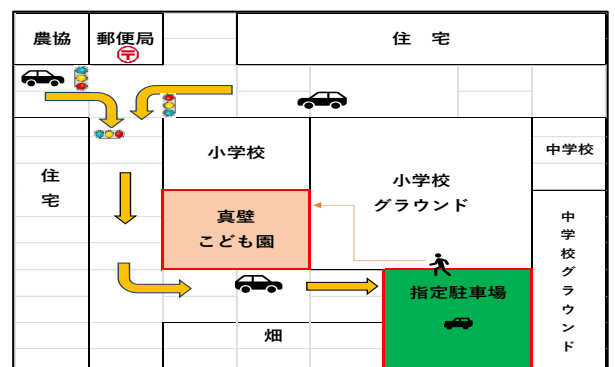 農協
郵便局
〒
住　宅
小学校
小学校
グラウンド
中学校
住
宅
真壁
こども園
中
学
校
グ
ラ
ウ
ン
ド
指定駐車場
畑